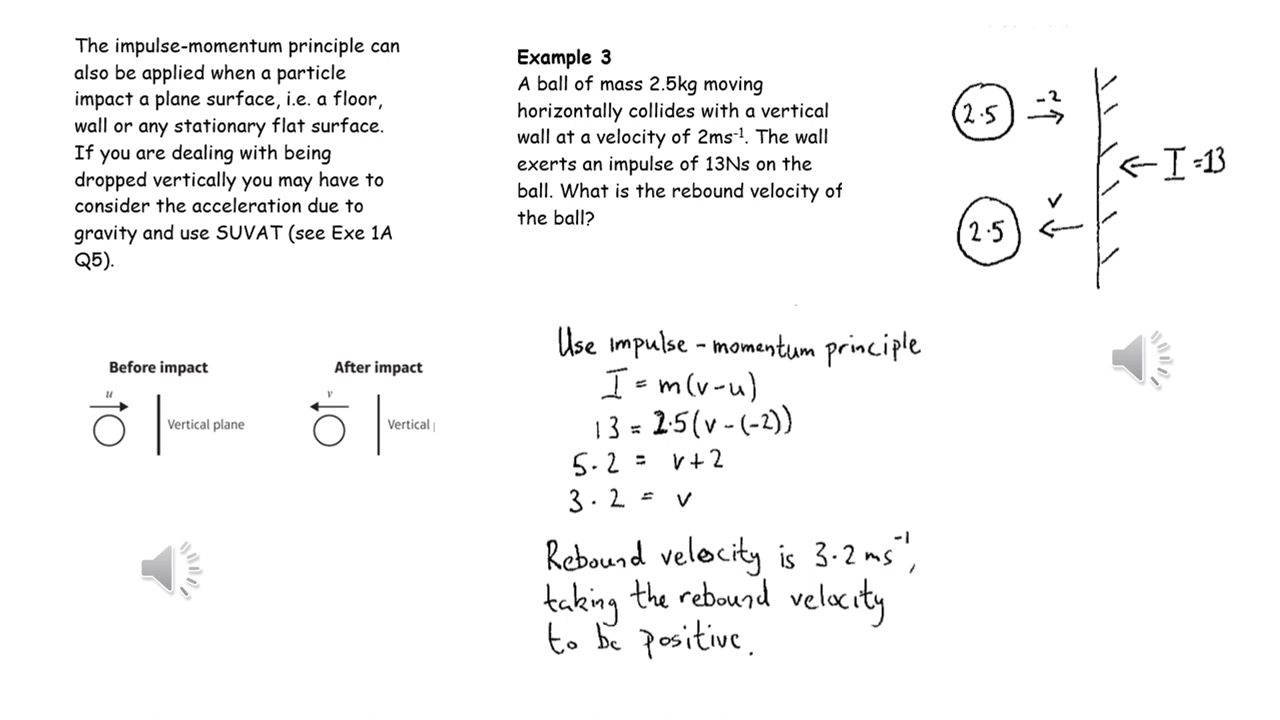 The impulse-momentum principle can
also be applied when a particle
impact a plane surface, i.e. a floor,
wall or any stationary flat surface.
If you are dealing with being
dropped vertically you may have to
consider the acceleration due to
gravity and use SUVAT (see Exe 1A
Q5).
Before impact
After impact
u
v
Vertical plane
Vertical
Example 3
A ball of mass 2.5kg moving
horizontally collides with a vertical
wall at a velocity of 2ms⁻¹. The wall
exerts an impulse of 13Ns on the
ball. What is the rebound velocity of
the ball?
2.5
-2
I = 13
2.5
v
Use impulse - momentum principle
I = m(v-u)
13 = 2.5(v-(-2))
5.2 = v+2
3.2 = v
Rebound velocity is 3.2 ms⁻¹,
taking the rebound velocity
to be positive.